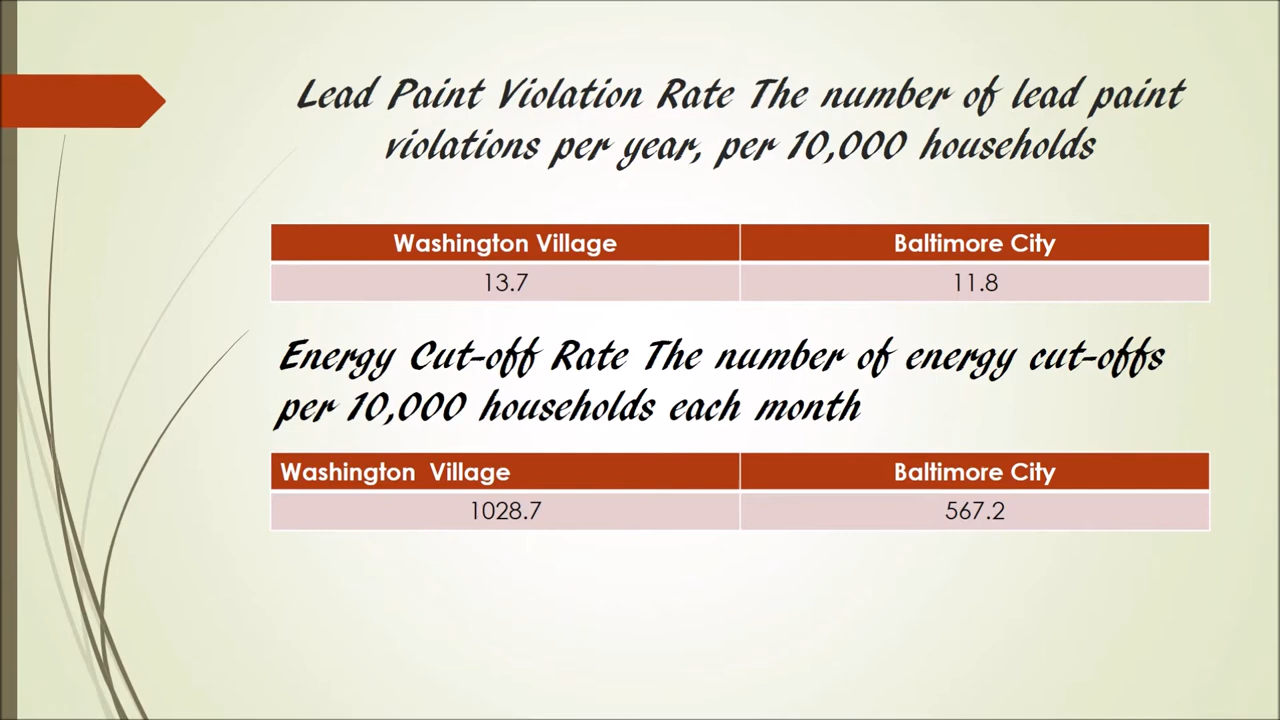 Lead Paint Violation Rate The number of lead paint
violations per year, per 10,000 households
Washington Village Baltimore City
13.7 11.8
Energy Cut-off Rate The number of energy cut-offs
per 10,000 households each month
Washington  Village Baltimore City
1028.7 567.2